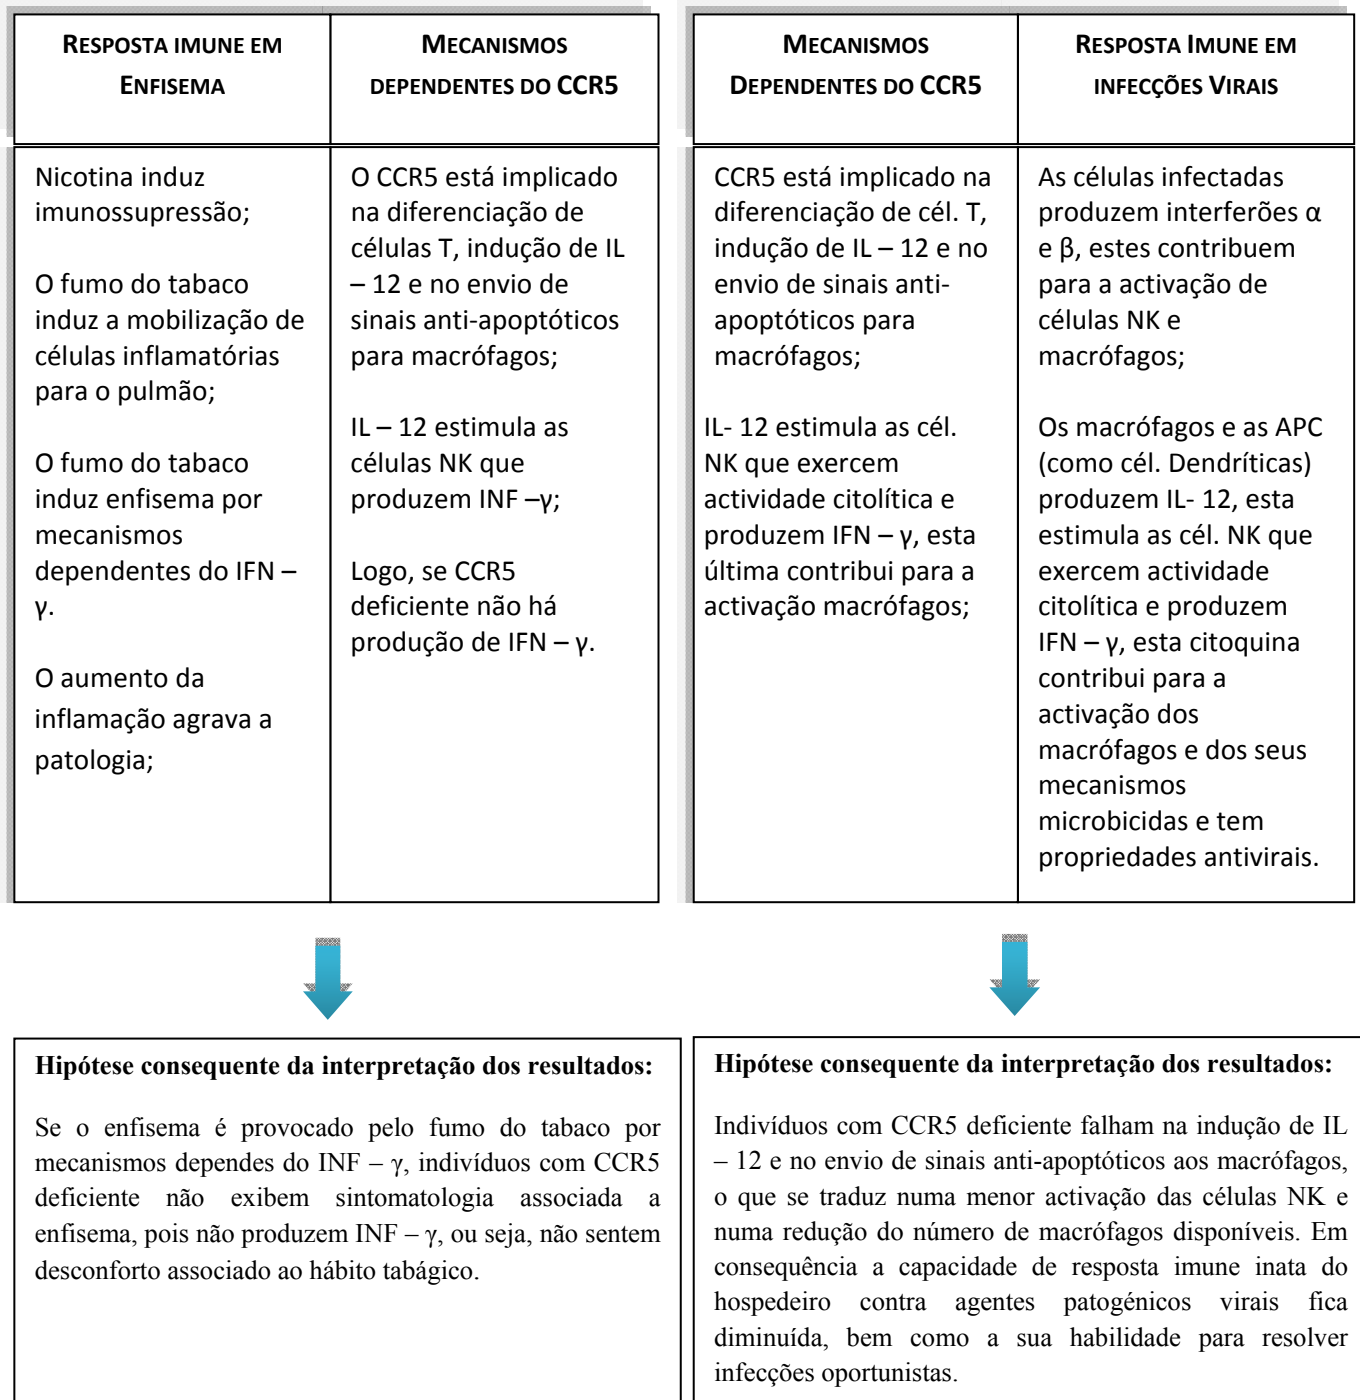 RESPOSTA IMUNE EM
ENFISEMA
MECANISMOS
DEPENDENTES DO CCR5
Nicotina induz
imunossupressão;
O fumo do tabaco
induz a mobilização de
células inflamatórias
para o pulmão;
O fumo do tabaco
induz enfisema por
mecanismos
dependentes do IFN –
γ.
O aumento da
inflamação agrava a
patologia;
O CCR5 está implicado
na diferenciação de
células T, indução de IL
– 12 e no envio de
sinais anti-apoptóticos
para macrófagos;
IL – 12 estimula as
células NK que
produzem INF –γ;
Logo, se CCR5
deficiente não há
produção de IFN – γ.
MECANISMOS
DEPENDENTES DO CCR5
RESPOSTA IMUNE EM
INFECÇÕES VIRAIS
CCR5 está implicado na
diferenciação de cél. T,
indução de IL – 12 e no
envio de sinais anti-
apoptóticos para
macrófagos;
IL- 12 estimula as cél.
NK que exercem
actividade citolítica e
produzem IFN – γ, esta
última contribui para a
activação macrófagos;
As células infectadas
produzem interferões α
e β, estes contribuem
para a activação de
células NK e
macrófagos;
Os macrófagos e as APC
(como cél. Dendríticas)
produzem IL- 12, esta
estimula as cél. NK que
exercem actividade
citolítica e produzem
IFN – γ, esta citoquina
contribui para a
activação dos
macrófagos e dos seus
mecanismos
microbicidas e tem
propriedades antivirais.
Hipótese consequente da interpretação dos resultados:
Se o enfisema é provocado pelo fumo do tabaco por
mecanismos dependes do INF – γ, indivíduos com CCR5
deficiente não exibem sintomatologia associada a
enfisema, pois não produzem INF – γ, ou seja, não sentem
desconforto associado ao hábito tabágico.
Hipótese consequente da interpretação dos resultados:
Indivíduos com CCR5 deficiente falham na indução de IL
– 12 e no envio de sinais anti-apoptóticos aos macrófagos,
o que se traduz numa menor activação das células NK e
numa redução do número de macrófagos disponíveis. Em
consequência a capacidade de resposta imune inata do
hospedeiro contra agentes patogénicos virais fica
diminuída, bem como a sua habilidade para resolver
infecções oportunistas.